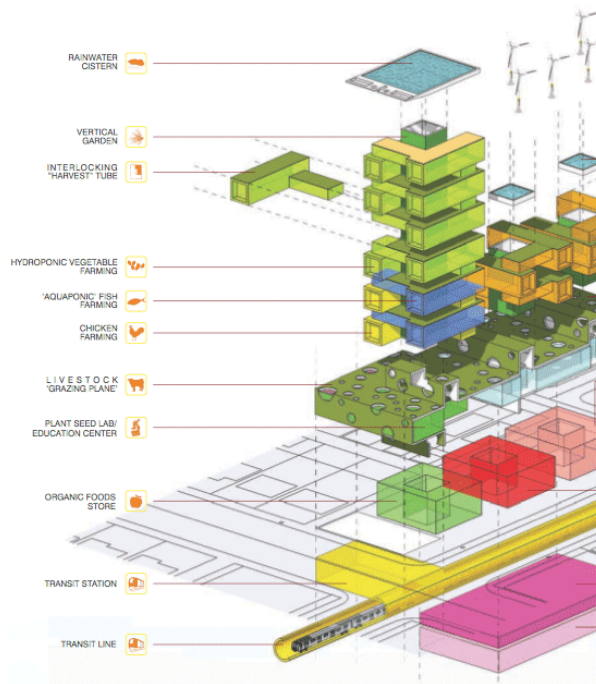 RAINWATER
CISTERN
VERTICAL
GARDEN
INTERLOCKING
"HARVEST" TUBE
HYDROPONIC VEGETABLE
FARMING
'AQUAPONIC' FISH
FARMING
CHICKEN
FARMING
LIVESTOCK
'GRAZING PLANE'
PLANT SEED LAB/
EDUCATION CENTER
ORGANIC FOODS
STORE
TRANSIT STATION
TRANSIT LINE